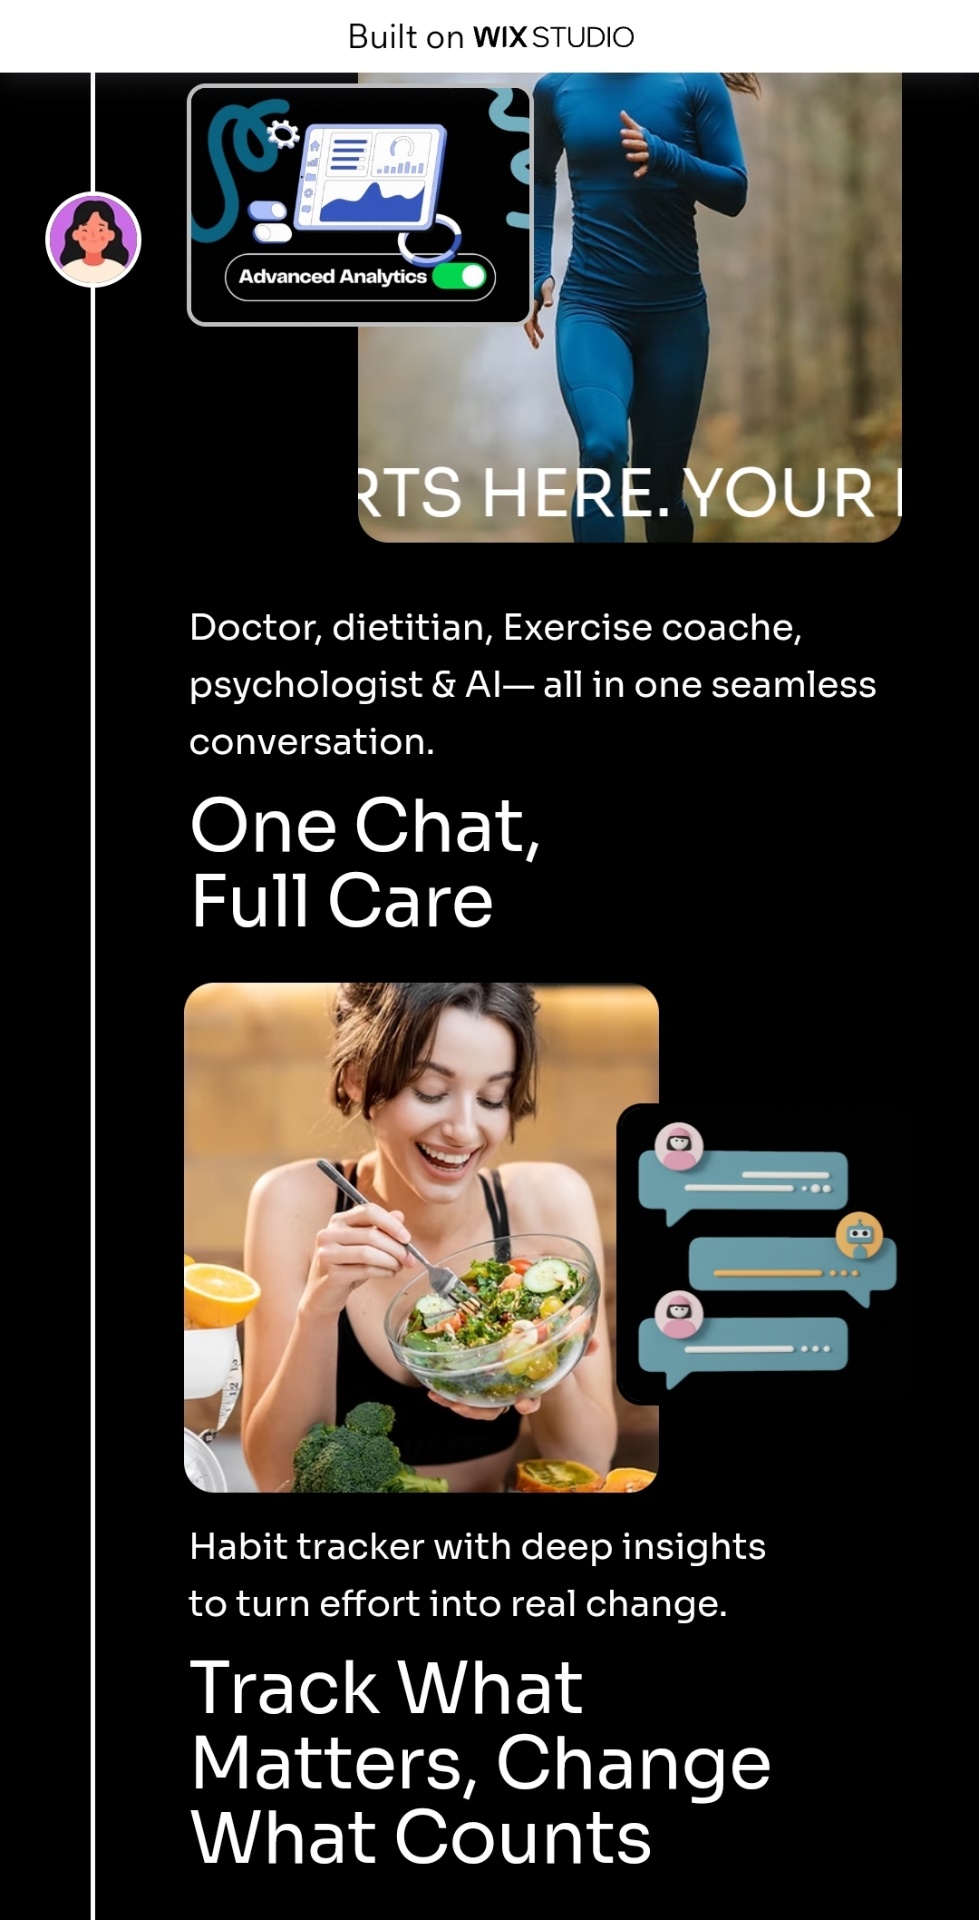 Built on WIX STUDIO
Advanced Analytics
RTS HERE. YOUR
Doctor, dietitian, Exercise coache,
psychologist & AI— all in one seamless
conversation.
One Chat,
Full Care
Habit tracker with deep insights
to turn effort into real change.
Track What
Matters, Change
What Counts